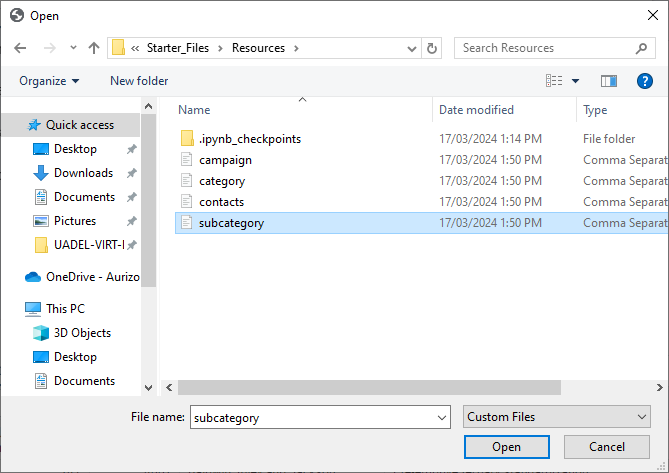 Open
« Starter_Files > Resources >
Search Resources
Organize
New folder
?
Name
Date modified
Type
Quick access
Desktop
Downloads
Documents
Pictures
UADEL-VIRT-I
OneDrive - Aurizo
This PC
3D Objects
Desktop
Documents
.ipynb_checkpoints 17/03/2024 1:14 PM File folder
campaign 17/03/2024 1:50 PM Comma Separat
category 17/03/2024 1:50 PM Comma Separat
contacts 17/03/2024 1:50 PM Comma Separat
subcategory 17/03/2024 1:50 PM Comma Separat
File name: subcategory
Custom Files
Open
Cancel